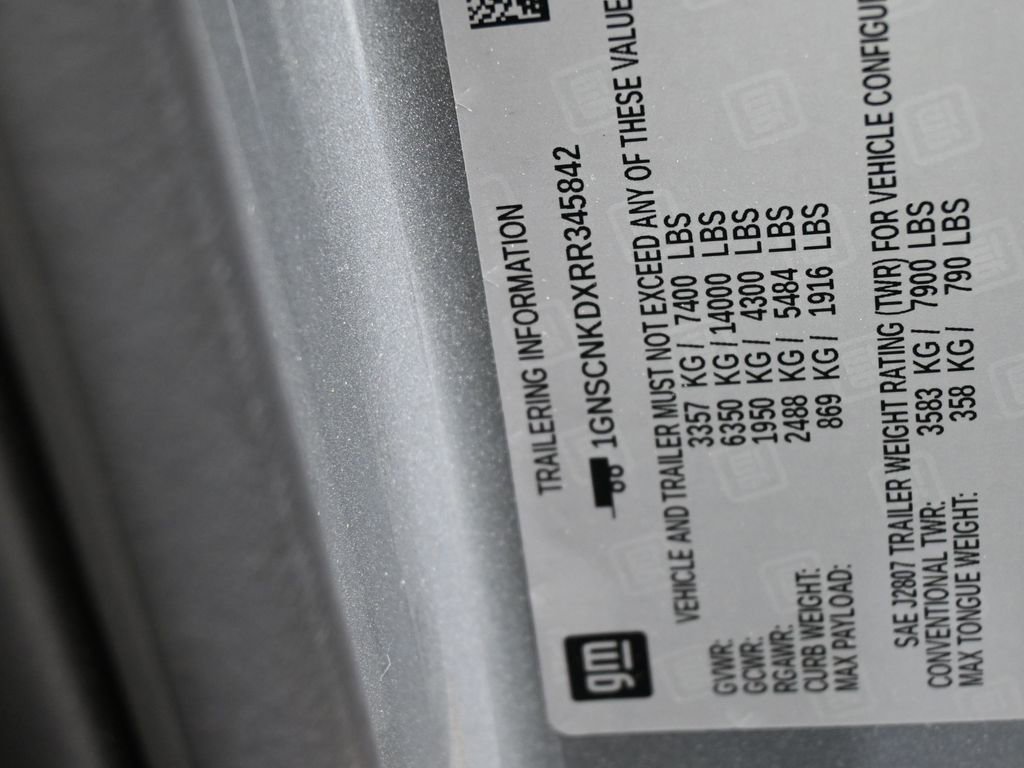 TRAILERING INFORMATION
1GNSCNKDXRR345842
gm
VEHICLE AND TRAILER MUST NOT EXCEED ANY OF THESE VALUE
GVWR: 3357 KG / 7400 LBS
GCWR: 6350 KG / 14000 LBS
RGAWR: 1950 KG / 4300 LBS
CURB WEIGHT: 2488 KG / 5484 LBS
MAX PAYLOAD: 869 KG / 1916 LBS
SAE J2807 TRAILER WEIGHT RATING (TWR) FOR VEHICLE CONFIGU
CONVENTIONAL TWR: 3583 KG / 7900 LBS
MAX TONGUE WEIGHT: 358 KG / 790 LBS